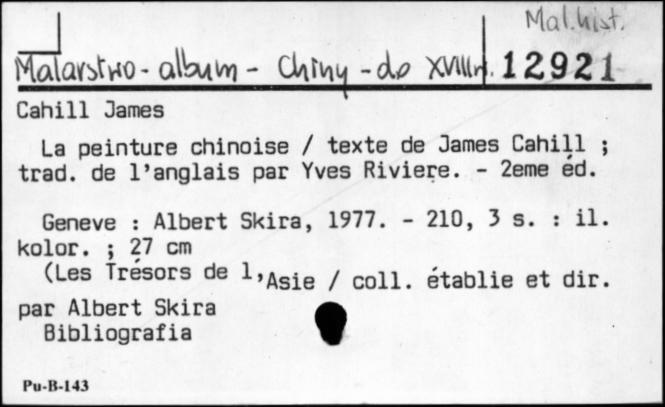 Mal.hist.
Malarstwo - album - Chiny - do XVIII w. 12921
Cahill James
La peinture chinoise / texte de James Cahill ;
trad. de l'anglais par Yves Riviere. - 2eme éd.
Geneve : Albert Skira, 1977. - 210, 3 s. : il.
kolor. ; 27 cm
(Les Trésors de l'Asie / coll. établie et dir.
par Albert Skira
Bibliografia
Pu-B-143